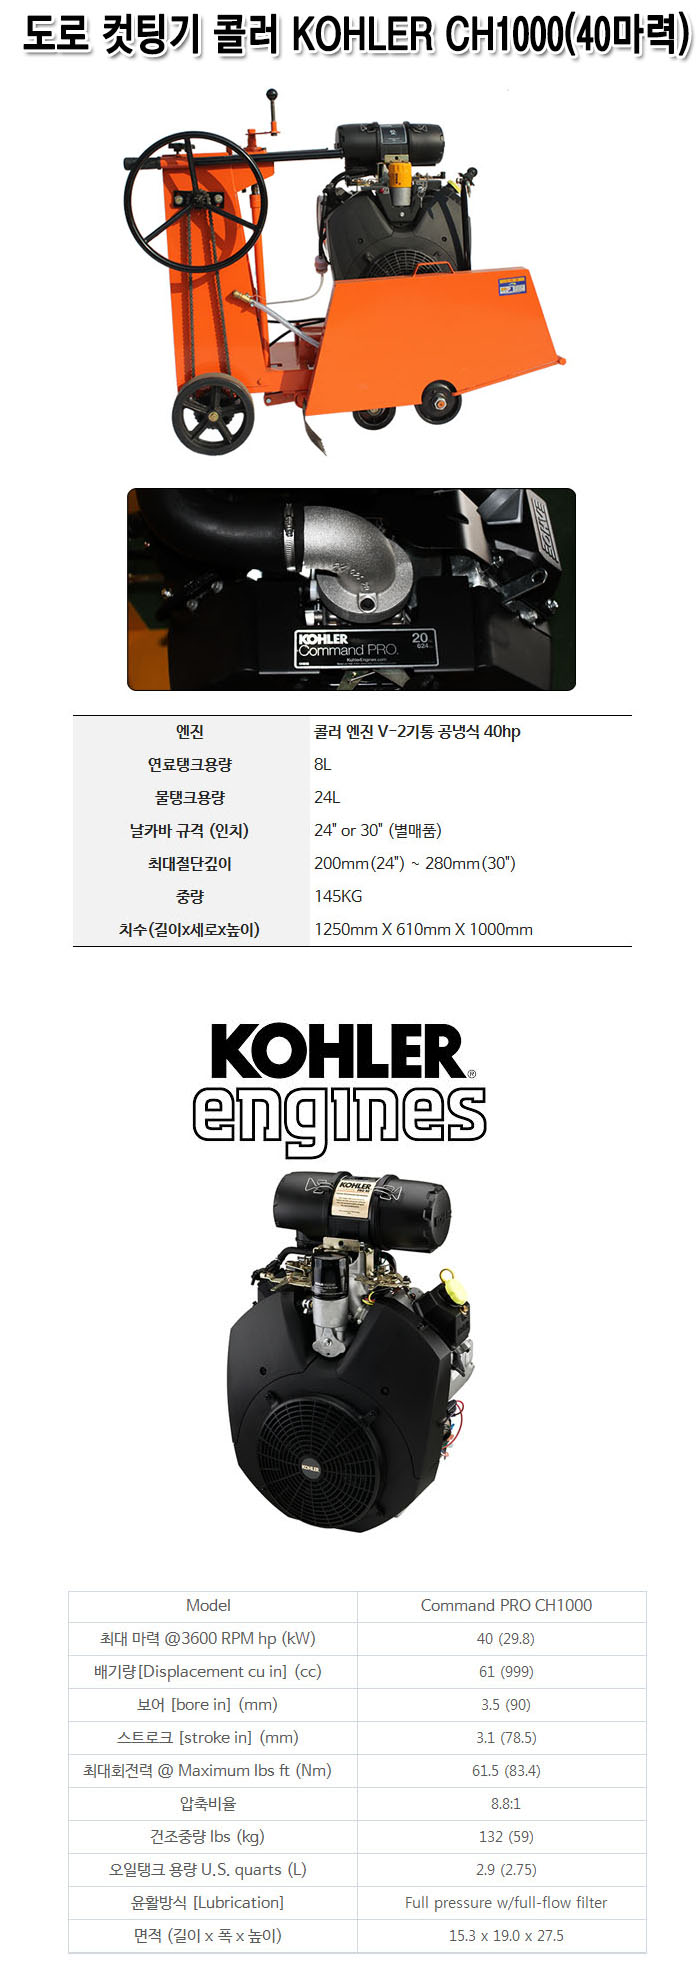 도로 컷팅기 콜러 KOHLER CH1000(40마력)
KOHLER
Command PRO. 20
624
KohlerEngines.com
엔진 콜러 엔진 V-2기통 공냉식 40hp
연료탱크용량 8L
물탱크용량 24L
날카바 규격 (인치) 24" or 30" (별매품)
최대절단깊이 200mm(24") ~ 280mm(30")
중량 145KG
치수(길이x세로x높이) 1250mm X 610mm X 1000mm
KOHLER®
engines
KOHLER
KOHLER
Model Command PRO CH1000
최대 마력 @3600 RPM hp (kW) 40 (29.8)
배기량[Displacement cu in] (cc) 61 (999)
보어 [bore in] (mm) 3.5 (90)
스트로크 [stroke in] (mm) 3.1 (78.5)
최대회전력 @ Maximum lbs ft (Nm) 61.5 (83.4)
압축비율 8.8:1
건조중량 lbs (kg) 132 (59)
오일탱크 용량 U.S. quarts (L) 2.9 (2.75)
윤활방식 [Lubrication] Full pressure w/full-flow filter
면적 (길이 x 폭 x 높이) 15.3 x 19.0 x 27.5